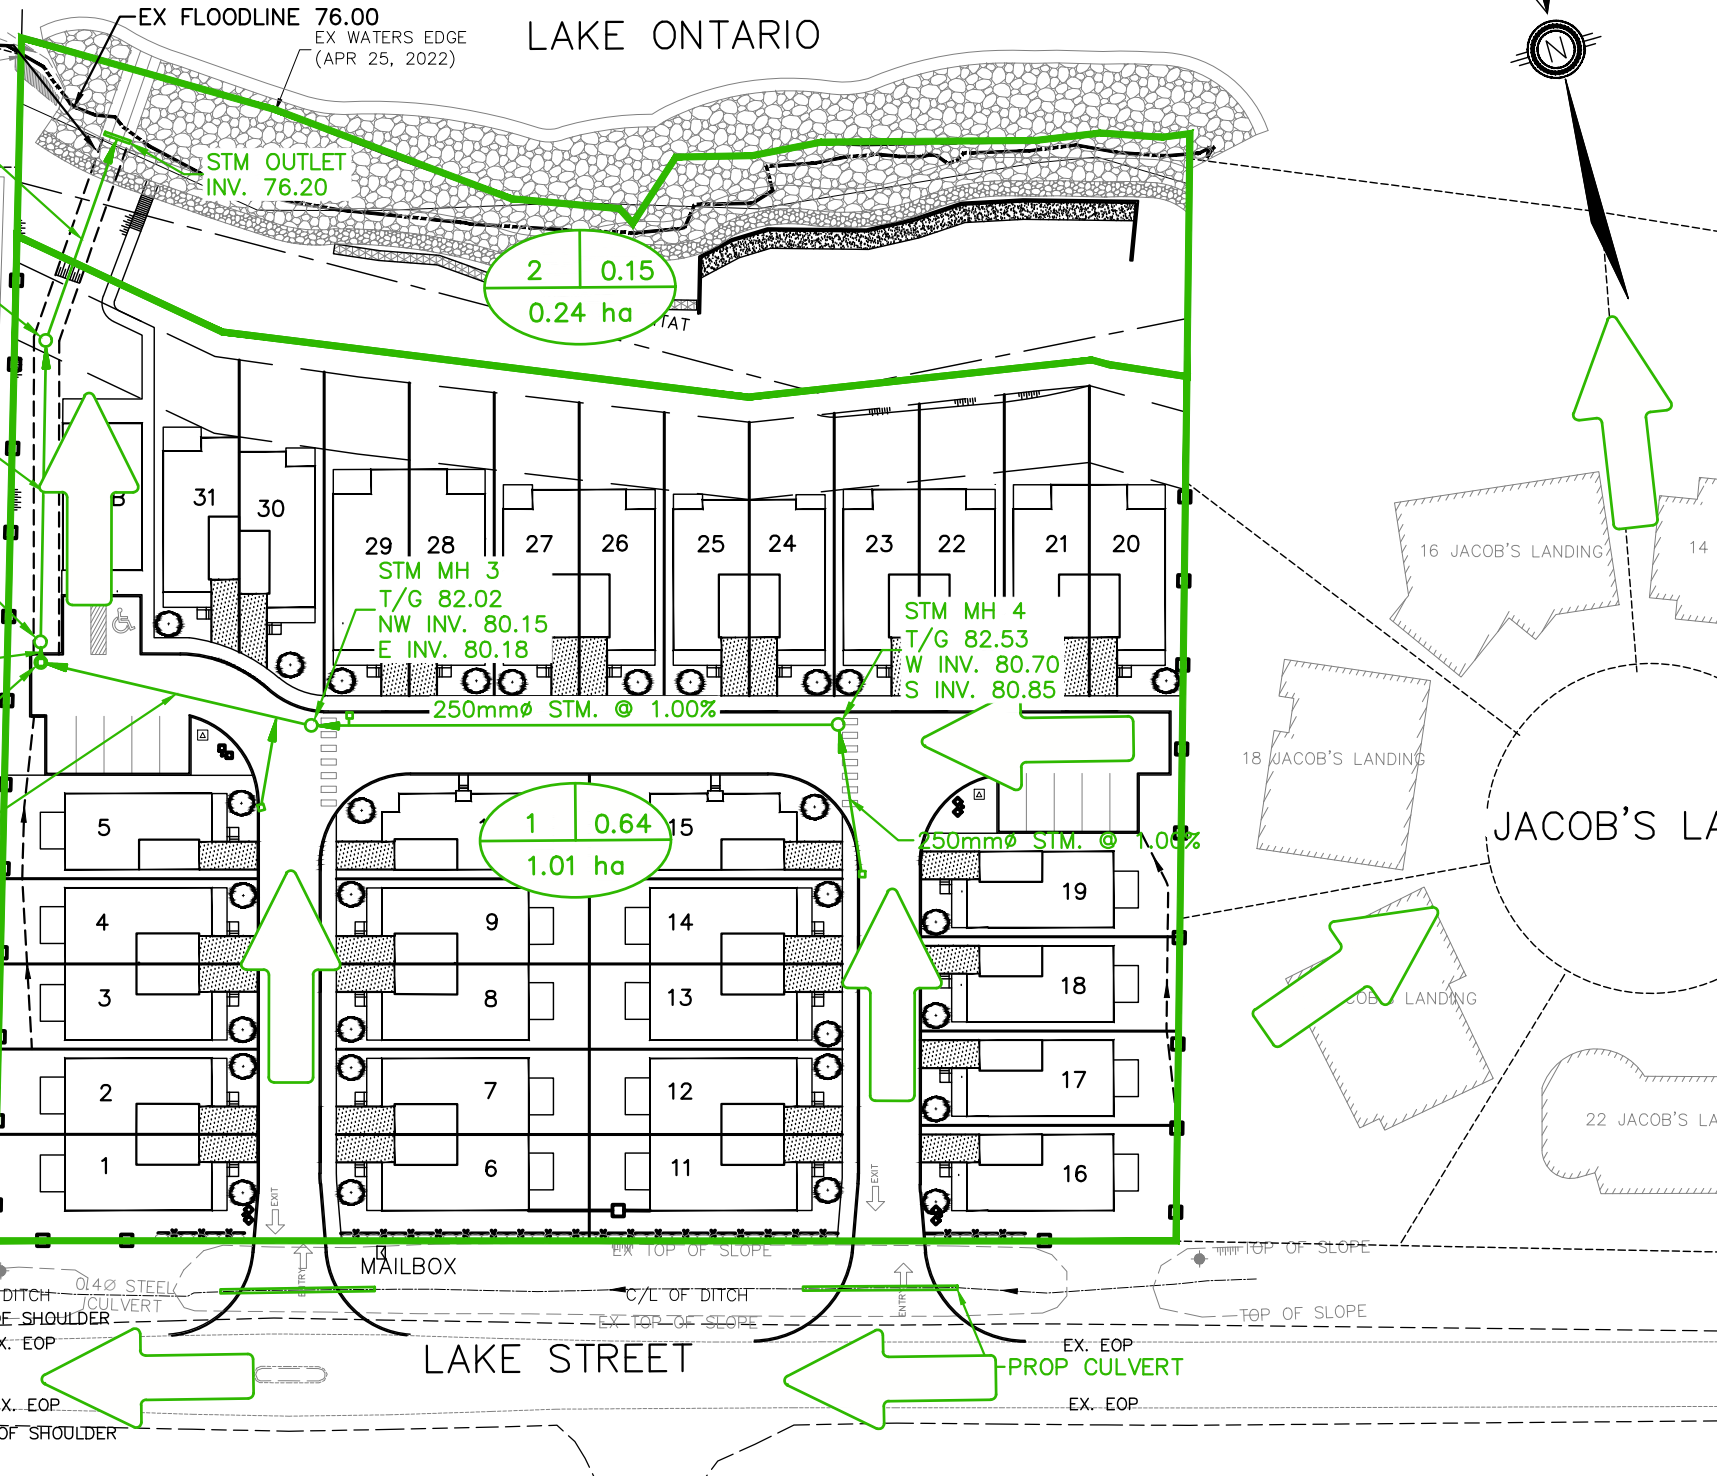 EX FLOODLINE 76.00
EX WATERS EDGE
(APR 25, 2022)
LAKE ONTARIO
N
STM OUTLET
INV. 76.20
2
0.15
0.24 ha
TAT
B
31
30
29
28
27
26
25
24
23
22
21
20
STM MH 3
T/G 82.02
NW INV. 80.15
E INV. 80.18
STM MH 4
T/G 82.53
W INV. 80.70
S INV. 80.85
250mmø STM. @ 1.00%
16 JACOB'S LANDING
14
18 JACOB'S LANDING
JACOB'S LA
COB'S LANDING
22 JACOB'S LA
5
1
0.64
1.01 ha
15
250mmø STM. @ 1.00%
19
4
9
14
3
8
13
18
2
7
12
17
1
6
11
16
EXIT
EXIT
ENTRY
ENTRY
MAILBOX
EX TOP OF SLOPE
TOP OF SLOPE
0.4Ø STEEL
CULVERT
DITCH
C/L OF DITCH
OF SHOULDER
EX TOP OF SLOPE
TOP OF SLOPE
X. EOP
LAKE STREET
EX. EOP
PROP CULVERT
X. EOP
EX. EOP
OF SHOULDER